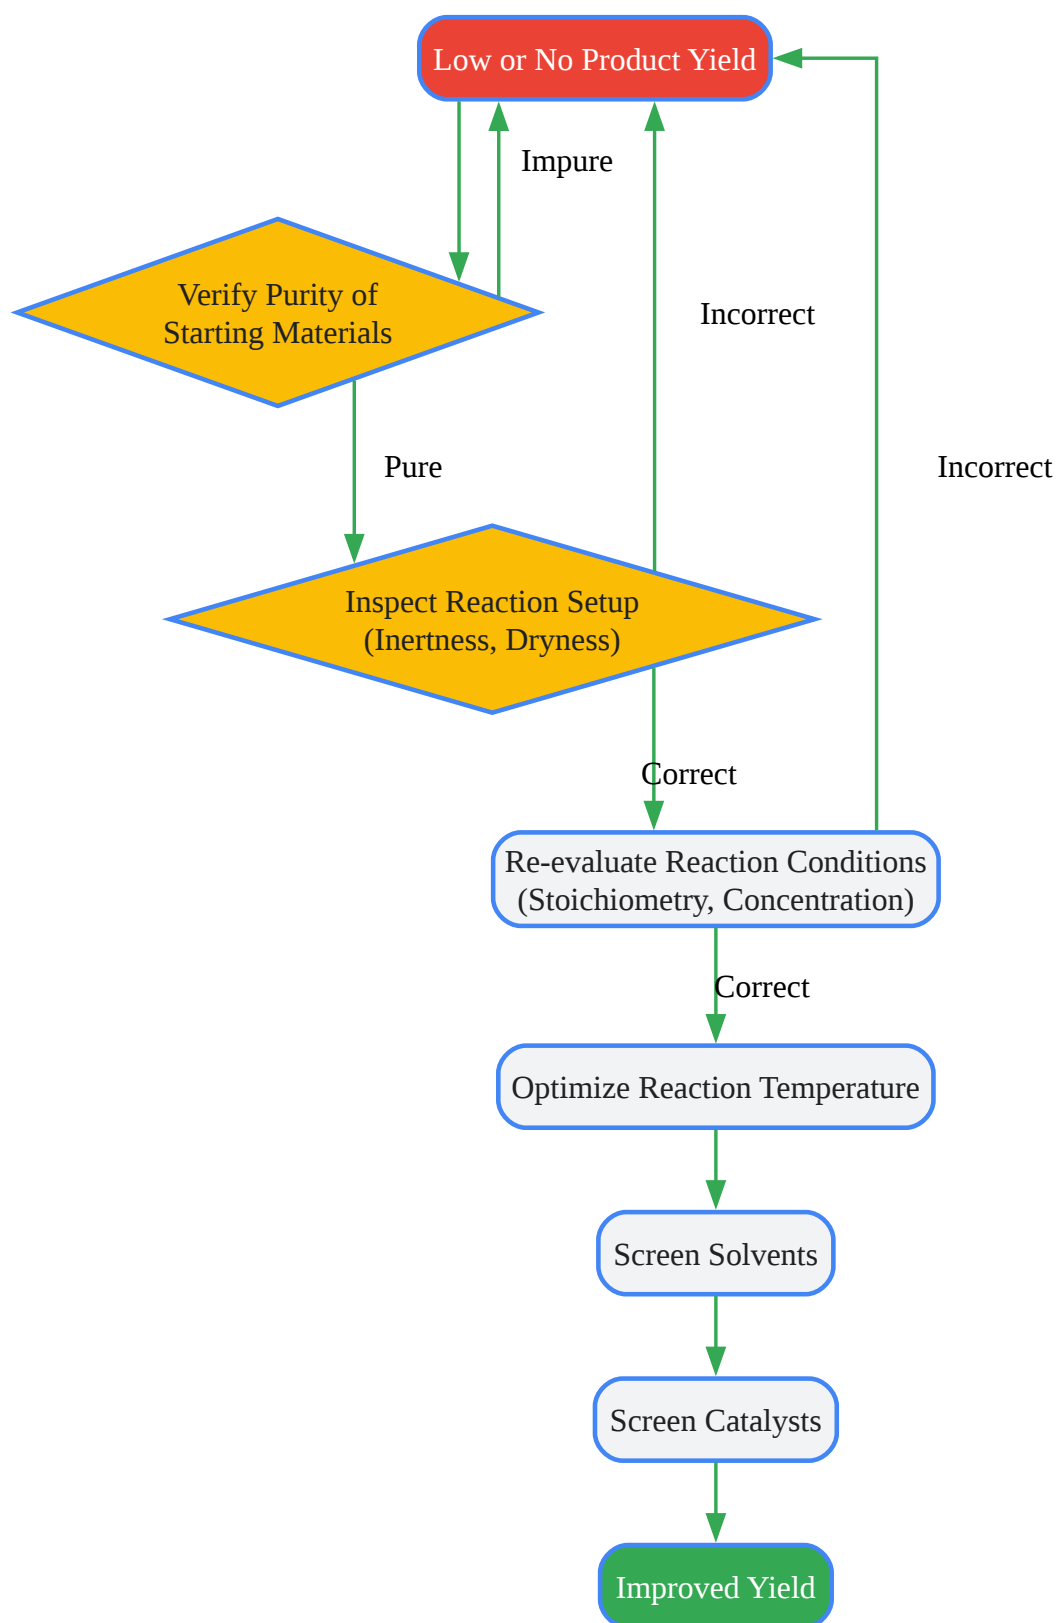 Low or No Product Yield
Impure
Verify Purity of
Starting Materials
Incorrect
Pure
Incorrect
Inspect Reaction Setup
(Inertness, Dryness)
Correct
Re-evaluate Reaction Conditions
(Stoichiometry, Concentration)
Correct
Optimize Reaction Temperature
Screen Solvents
Screen Catalysts
Improved Yield